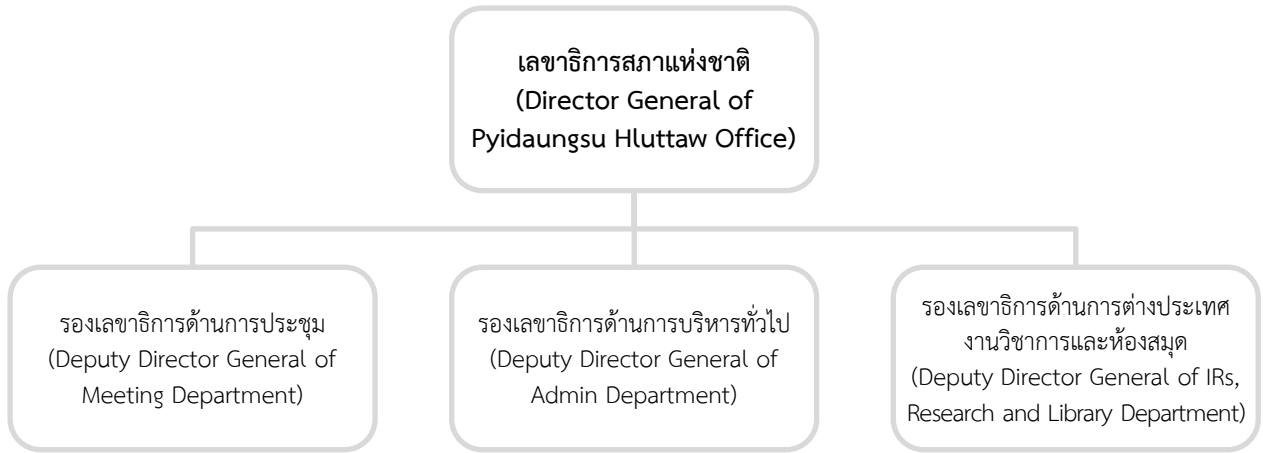 เลขาธิการสภาแห่งชาติ
(Director General of
Pyidaungsu Hluttaw Office)
รองเลขาธิการด้านการประชุม
(Deputy Director General of
Meeting Department)
รองเลขาธิการด้านการบริหารทั่วไป
(Deputy Director General of
Admin Department)
รองเลขาธิการด้านการต่างประเทศ
งานวิชาการและห้องสมุด
(Deputy Director General of IRs,
Research and Library Department)